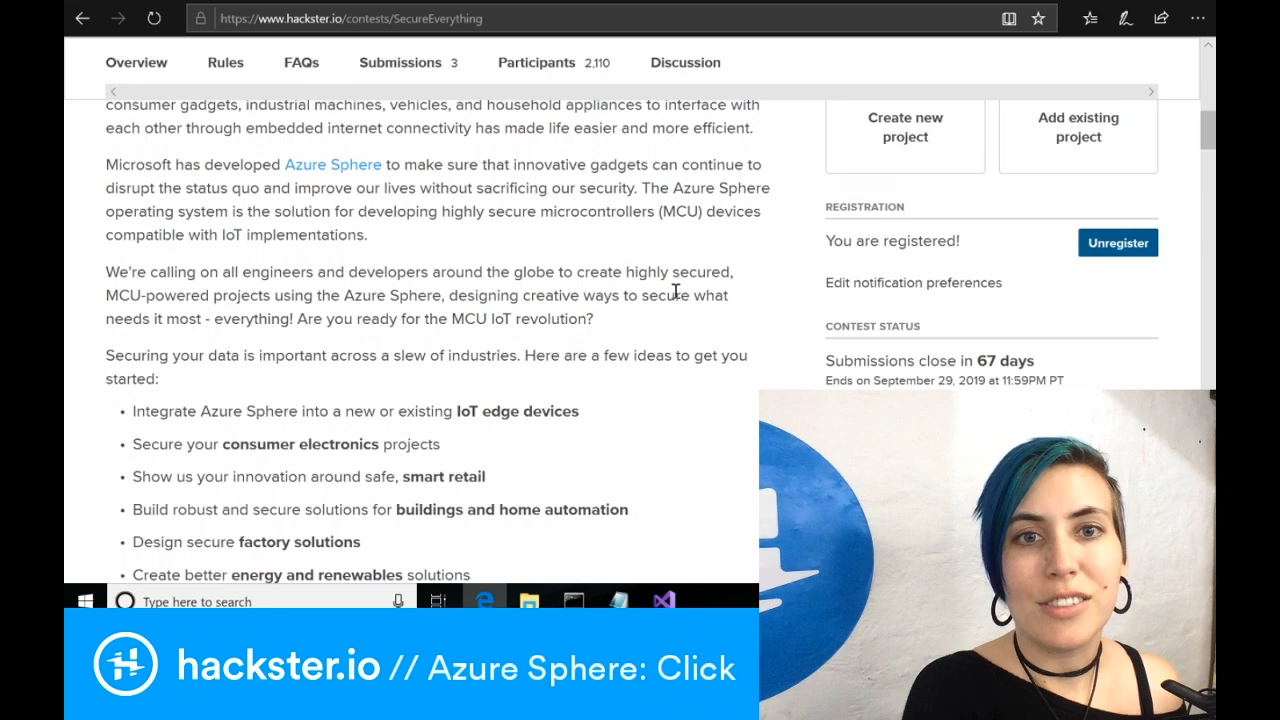 https://www.hackster.io/contests/SecureEverything
Overview Rules FAQs Submissions 3 Participants 2,110 Discussion
consumer gadgets, industrial machines, vehicles, and household appliances to interface with
each other through embedded internet connectivity has made life easier and more efficient.
Microsoft has developed Azure Sphere to make sure that innovative gadgets can continue to
disrupt the status quo and improve our lives without sacrificing our security. The Azure Sphere
operating system is the solution for developing highly secure microcontrollers (MCU) devices
compatible with IoT implementations.
We're calling on all engineers and developers around the globe to create highly secured,
MCU-powered projects using the Azure Sphere, designing creative ways to secure what
needs it most - everything! Are you ready for the MCU IoT revolution?
Securing your data is important across a slew of industries. Here are a few ideas to get you
started:
• Integrate Azure Sphere into a new or existing IoT edge devices
• Secure your consumer electronics projects
• Show us your innovation around safe, smart retail
• Build robust and secure solutions for buildings and home automation
• Design secure factory solutions
• Create better energy and renewables solutions
Create new
project
Add existing
project
REGISTRATION
You are registered!
Unregister
Edit notification preferences
CONTEST STATUS
Submissions close in 67 days
Ends on September 29, 2019 at 11:59PM PT
Type here to search
hackster.io // Azure Sphere: Click